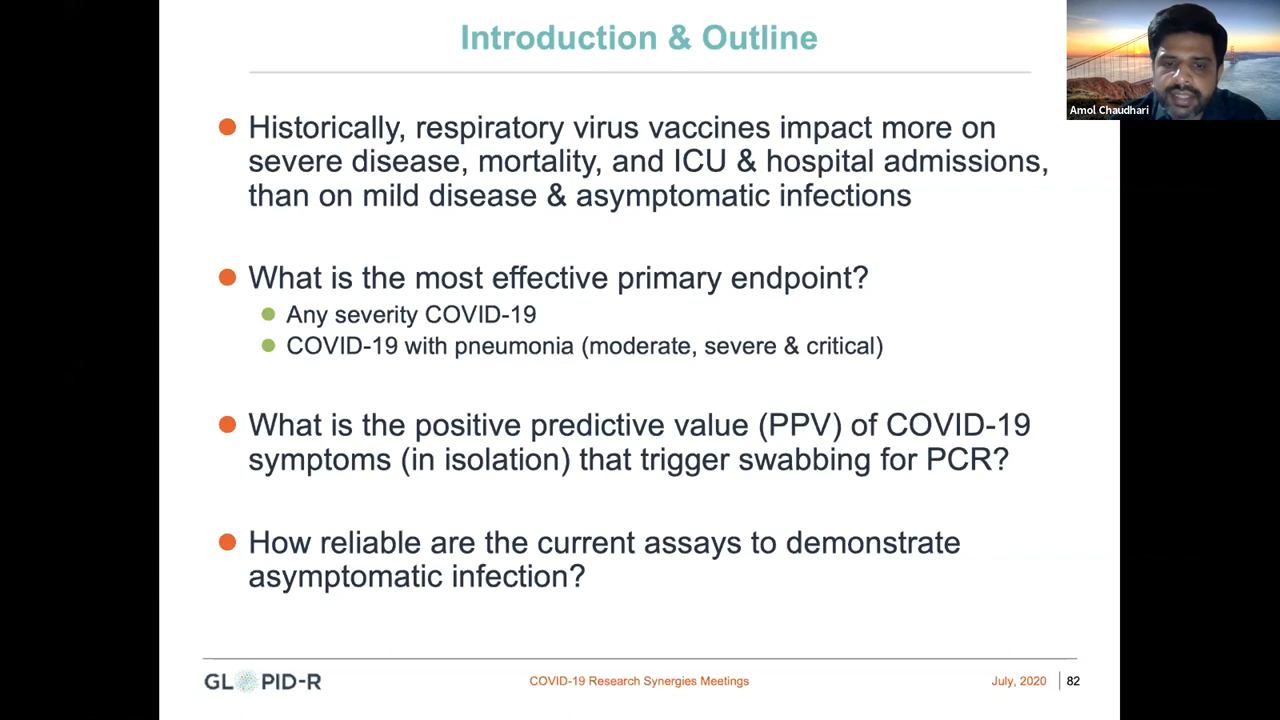 Introduction & Outline
Amol Chaudhari
Historically, respiratory virus vaccines impact more on
severe disease, mortality, and ICU & hospital admissions,
than on mild disease & asymptomatic infections
What is the most effective primary endpoint?
Any severity COVID-19
COVID-19 with pneumonia (moderate, severe & critical)
What is the positive predictive value (PPV) of COVID-19
symptoms (in isolation) that trigger swabbing for PCR?
How reliable are the current assays to demonstrate
asymptomatic infection?
GLOPID-R
COVID-19 Research Synergies Meetings
July, 2020
82